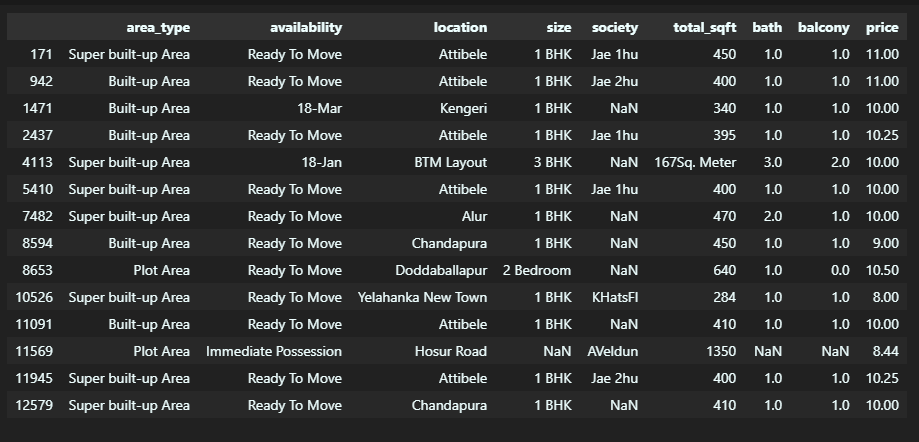 area_type availability location size society total_sqft bath balcony price
171 Super built-up Area Ready To Move Attibele 1 BHK Jae 1hu 450 1.0 1.0 11.00
942 Built-up Area Ready To Move Attibele 1 BHK Jae 2hu 400 1.0 1.0 11.00
1471 Built-up Area 18-Mar Kengeri 1 BHK NaN 340 1.0 1.0 10.00
2437 Built-up Area Ready To Move Attibele 1 BHK Jae 1hu 395 1.0 1.0 10.25
4113 Super built-up Area 18-Jan BTM Layout 3 BHK NaN 167Sq. Meter 3.0 2.0 10.00
5410 Super built-up Area Ready To Move Attibele 1 BHK Jae 1hu 400 1.0 1.0 10.00
7482 Super built-up Area Ready To Move Alur 1 BHK NaN 470 2.0 1.0 10.00
8594 Built-up Area Ready To Move Chandapura 1 BHK NaN 450 1.0 1.0 9.00
8653 Plot Area Ready To Move Doddaballapur 2 Bedroom NaN 640 1.0 0.0 10.50
10526 Super built-up Area Ready To Move Yelahanka New Town 1 BHK KHatsFl 284 1.0 1.0 8.00
11091 Built-up Area Ready To Move Attibele 1 BHK NaN 410 1.0 1.0 10.00
11569 Plot Area Immediate Possession Hosur Road NaN AVeldun 1350 NaN NaN 8.44
11945 Super built-up Area Ready To Move Attibele 1 BHK Jae 2hu 400 1.0 1.0 10.25
12579 Super built-up Area Ready To Move Chandapura 1 BHK NaN 410 1.0 1.0 10.00